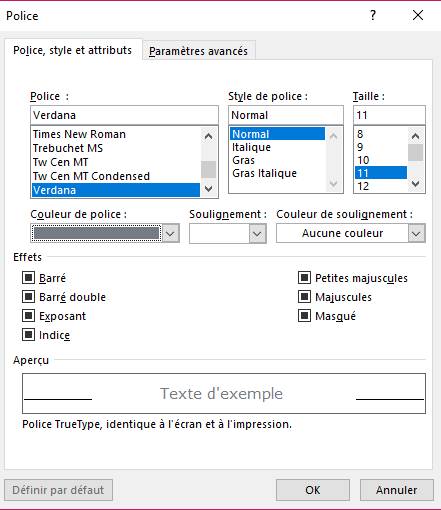 Police
? ×
Police, style et attributs Paramètres avancés
Police : Style de police : Taille :
Verdana Normal 11
Times New Roman Normal 8
Trebuchet MS Italique 9
Tw Cen MT Gras 10
Tw Cen MT Condensed Gras Italique 11
Verdana 12
Couleur de police : Soulignement : Couleur de soulignement :
Aucune couleur
Effets
Barré Petites majuscules
Barré double Majuscules
Exposant Masqué
Indice
Aperçu
Texte d'exemple
Police TrueType, identique à l'écran et à l'impression.
Définir par défaut OK Annuler